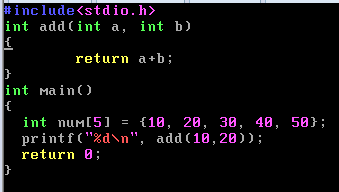 #include<stdio.h>
int add(int a, int b)
{
        return a+b;
}
int main()
{
  int num[5] = {10, 20, 30, 40, 50};
  printf("%d\n", add(10,20));
  return 0;
}